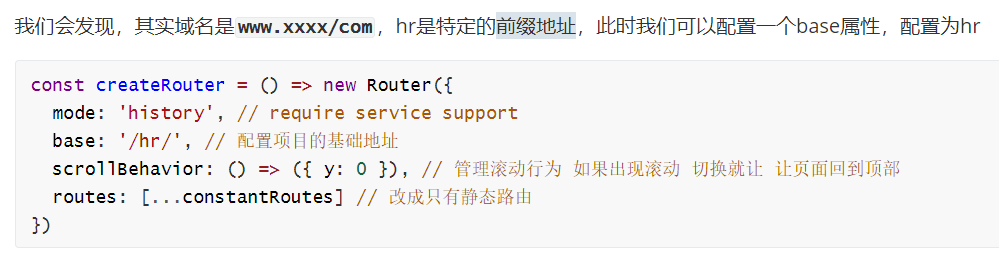 我们会发现，其实域名是www.xxxx/com，hr是特定的前缀地址，此时我们可以配置一个base属性，配置为hr
const createRouter = () => new Router({
  mode: 'history', // require service support
  base: '/hr/', // 配置项目的基础地址
  scrollBehavior: () => ({ y: 0 }), // 管理滚动行为 如果出现滚动 切换就让 让页面回到顶部
  routes: [...constantRoutes] // 改成只有静态路由
})